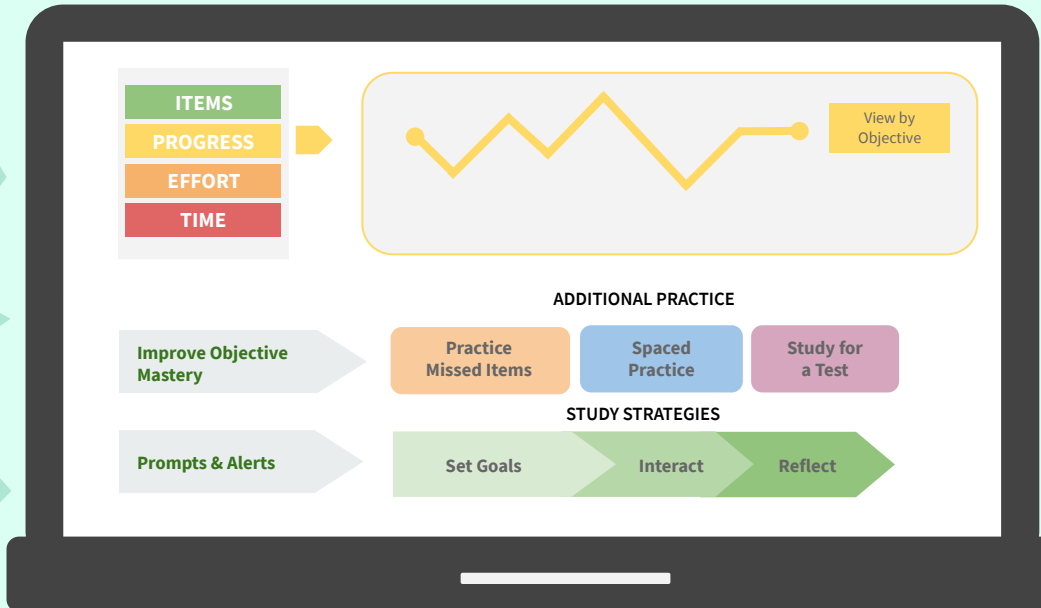 ITEMS
PROGRESS
EFFORT
TIME
View by
Objective
ADDITIONAL PRACTICE
Improve Objective
Mastery
Practice
Missed Items
Spaced
Practice
Study for
a Test
STUDY STRATEGIES
Prompts & Alerts
Set Goals
Interact
Reflect